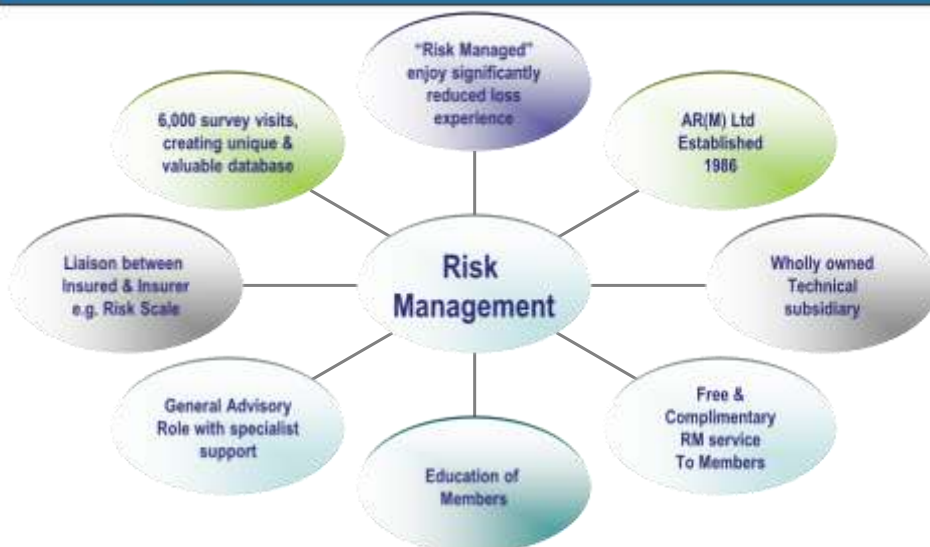 “Risk Managed”
enjoy significantly
reduced loss
experience
6,000 survey visits,
creating unique &
valuable database
AR(M) Ltd
Established
1986
Liaison between
Insured & Insurer
e.g. Risk Scale
Risk
Management
Wholly owned
Technical
subsidiary
General Advisory
Role with specialist
support
Free &
Complimentary
RM service
To Members
Education of
Members